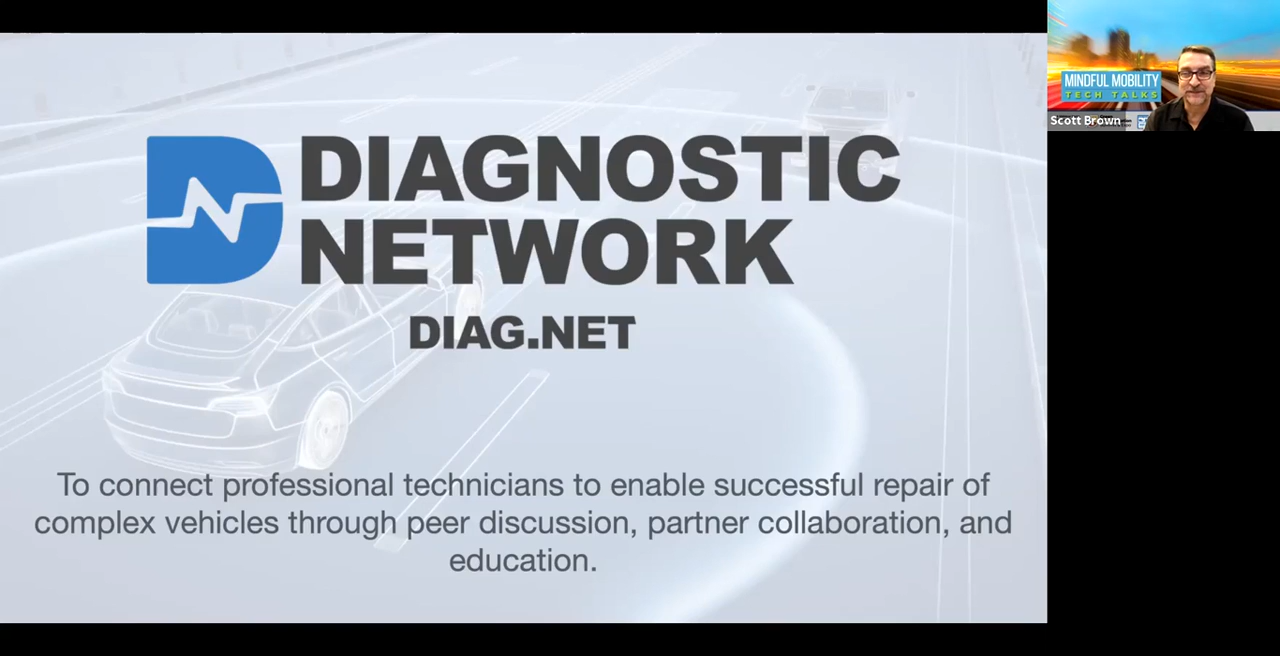 DIAGNOSTIC
NETWORK
DIAG.NET
To connect professional technicians to enable successful repair of
complex vehicles through peer discussion, partner collaboration, and
education.
MINDFUL MOBILITY
TECH TALKS
Scott Brown